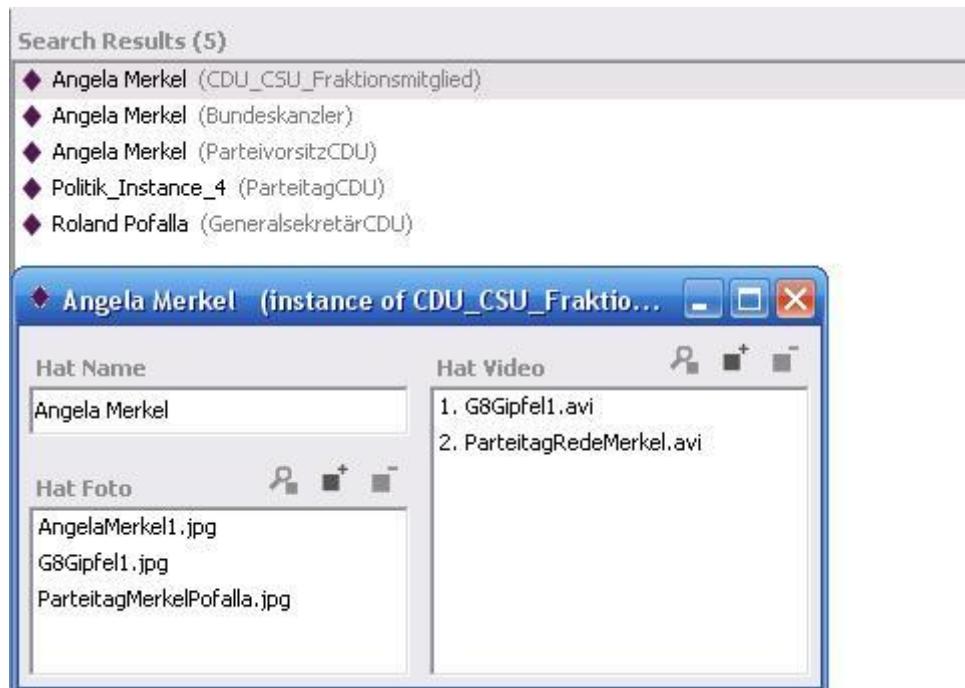 Search Results (5)
Angela Merkel (CDU_CSU_Fraktionsmitglied)
Angela Merkel (Bundeskanzler)
Angela Merkel (ParteivorsitzCDU)
Politik_Instance_4 (ParteitagCDU)
Roland Pofalla (GeneralsekretärCDU)
Angela Merkel (instance of CDU_CSU_Fraktio...
Hat Name
Angela Merkel
Hat Foto
AngelaMerkel1.jpg
G8Gipfel1.jpg
ParteitagMerkelPofalla.jpg
Hat Video
1. G8Gipfel1.avi
2. ParteitagRedeMerkel.avi